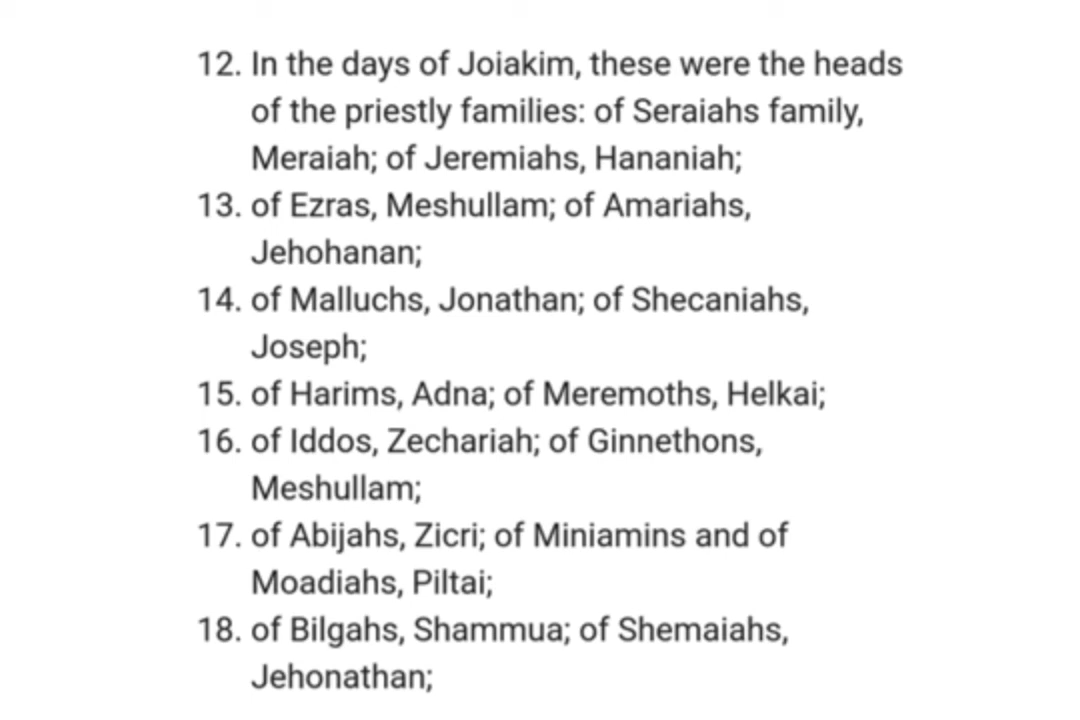 12. In the days of Joiakim, these were the heads
of the priestly families: of Seraiahs family,
Meraiah; of Jeremiahs, Hananiah;
13. of Ezras, Meshullam; of Amariahs,
Jehohanan;
14. of Malluchs, Jonathan; of Shecaniahs,
Joseph;
15. of Harims, Adna; of Meremoths, Helkai;
16. of Iddos, Zechariah; of Ginnethons,
Meshullam;
17. of Abijahs, Zicri; of Miniamins and of
Moadiahs, Piltai;
18. of Bilgahs, Shammua; of Shemaiahs,
Jehonathan;